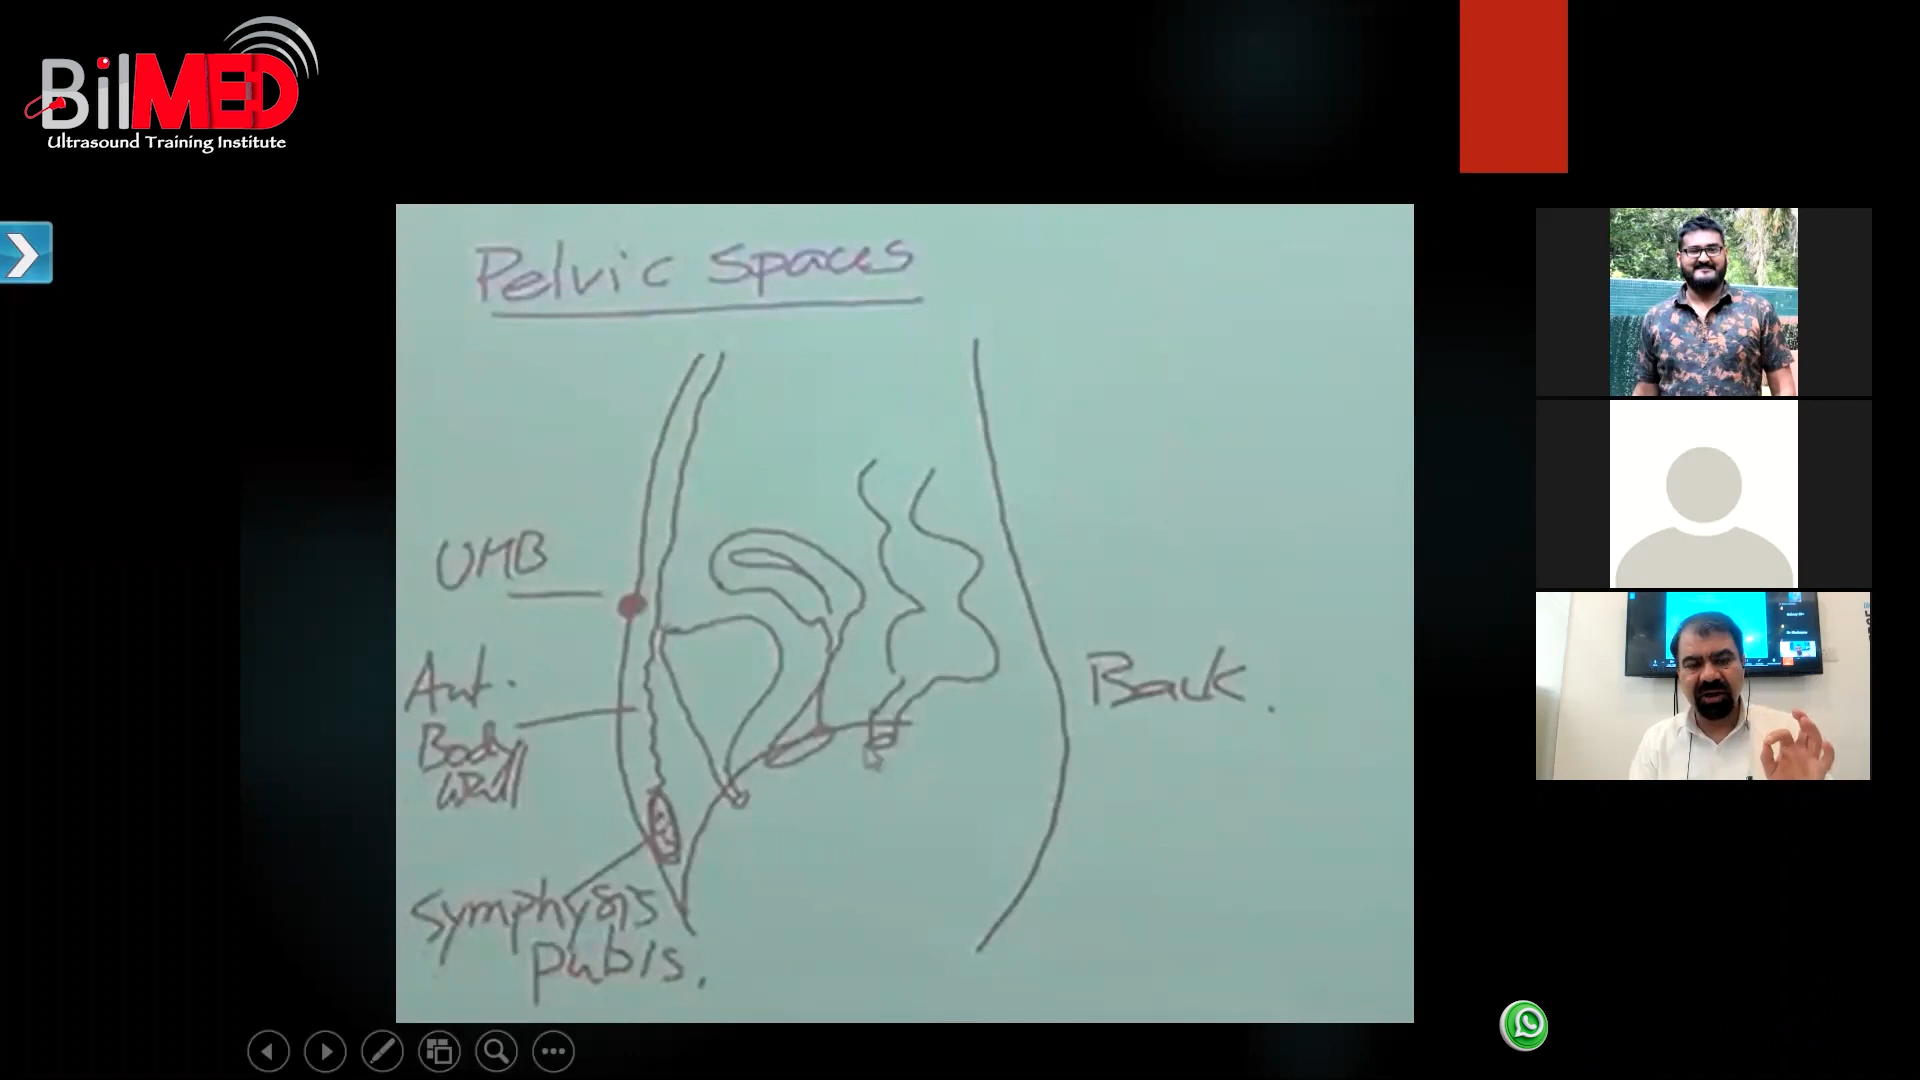 BilMED
Ultrasound Training Institute
Pelvic Spaces
UMB
Ant.
Body
Wall
Back.
Symphysis
Pubis.